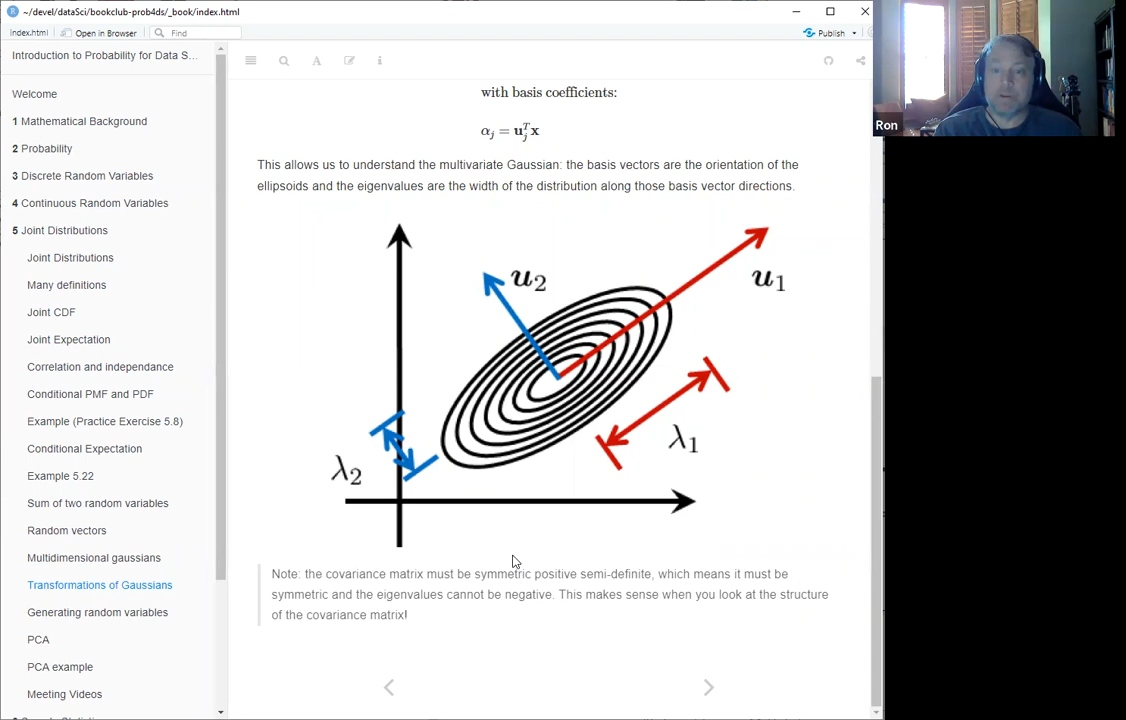 ~/devel/dataSci/bookclub-prob4ds/_book/index.html
index.html
Open in Browser
Find
Publish
Introduction to Probability for Data S...
Welcome
1 Mathematical Background
2 Probability
3 Discrete Random Variables
4 Continuous Random Variables
5 Joint Distributions
Joint Distributions
Many definitions
Joint CDF
Joint Expectation
Correlation and independance
Conditional PMF and PDF
Example (Practice Exercise 5.8)
Conditional Expectation
Example 5.22
Sum of two random variables
Random vectors
Multidimensional gaussians
Transformations of Gaussians
Generating random variables
PCA
PCA example
Meeting Videos
with basis coefficients:
αⱼ = uⱼᵀx
This allows us to understand the multivariate Gaussian: the basis vectors are the orientation of the
ellipsoids and the eigenvalues are the width of the distribution along those basis vector directions.
u₂
u₁
λ₁
λ₂
Note: the covariance matrix must be symmetric positive semi-definite, which means it must be
symmetric and the eigenvalues cannot be negative. This makes sense when you look at the structure
of the covariance matrix!
Ron